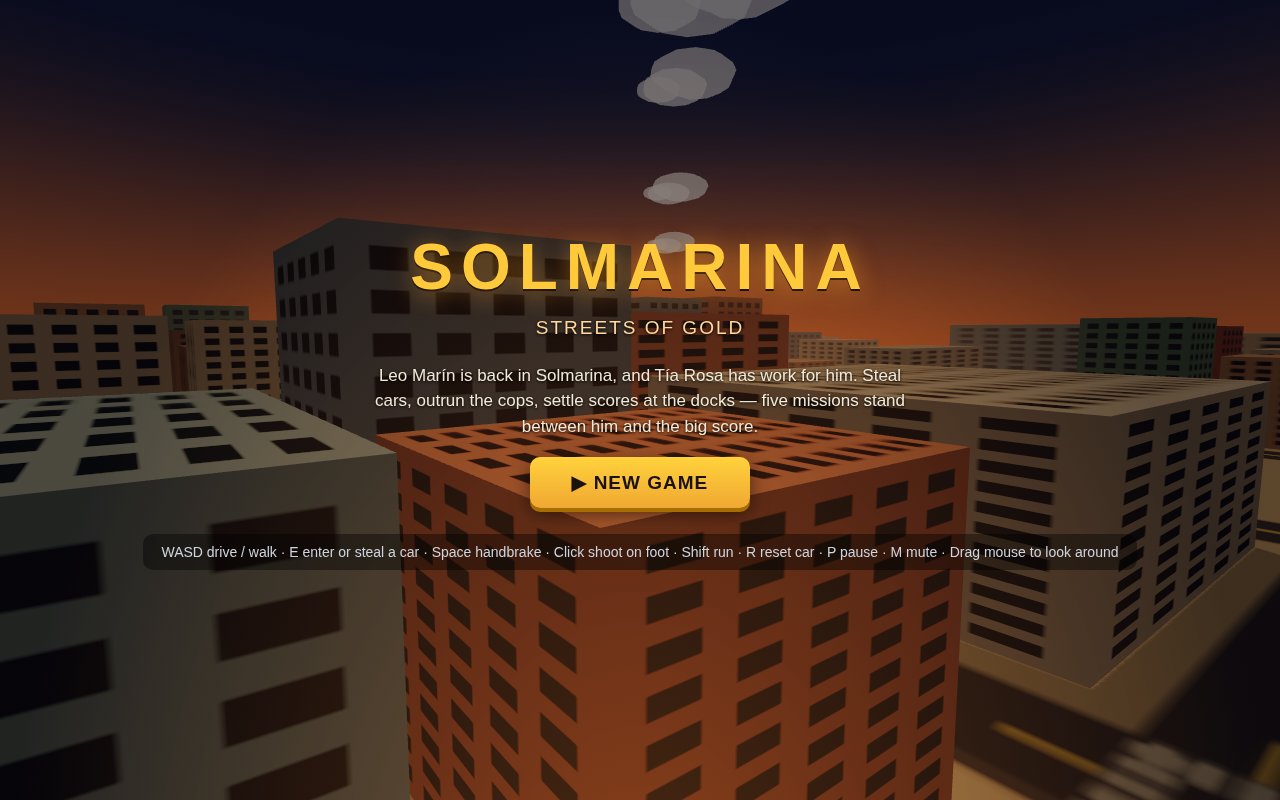 SOLMARINA
STREETS OF GOLD
Leo Marín is back in Solmarina, and Tía Rosa has work for him. Steal
cars, outrun the cops, settle scores at the docks — five missions stand
between him and the big score.
▶ NEW GAME
WASD drive / walk · E enter or steal a car · Space handbrake · Click shoot on foot · Shift run · R reset car · P pause · M mute · Drag mouse to look around